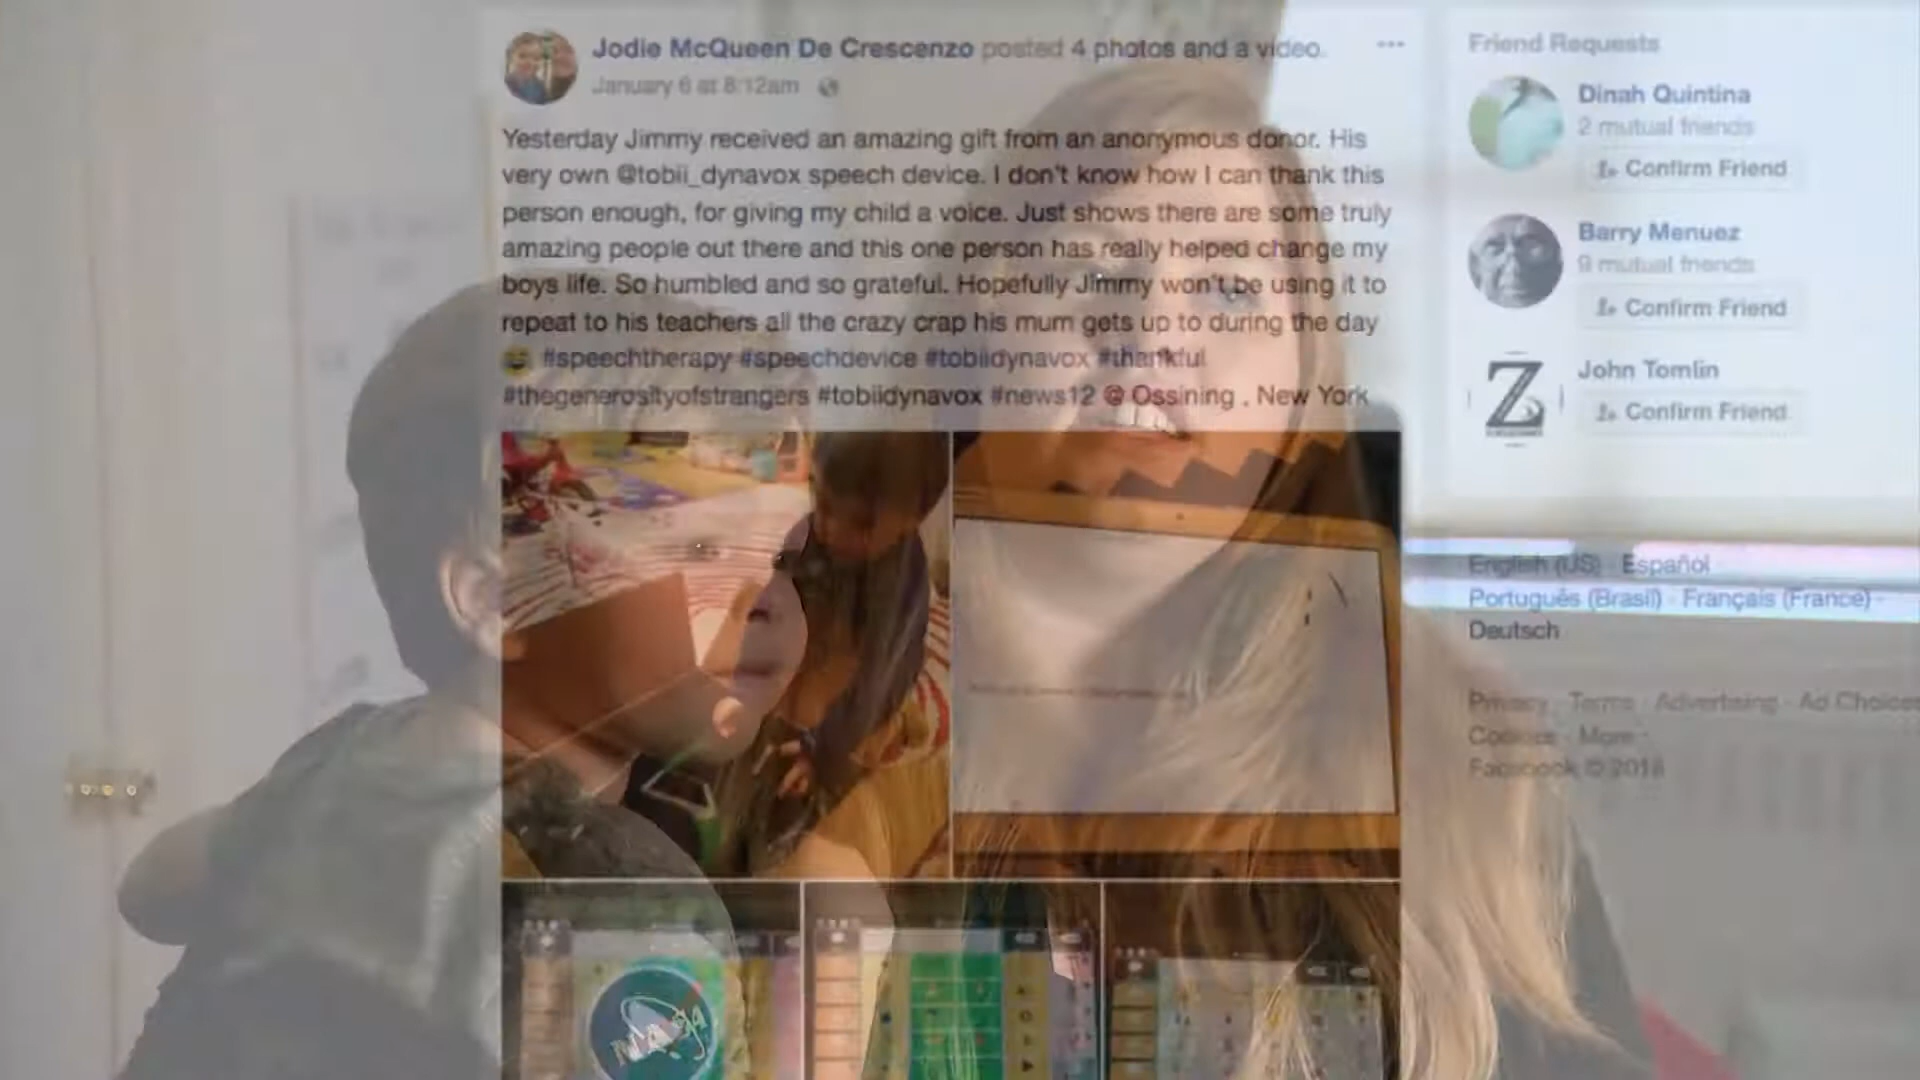 Jodie McQueen De Crescenzo posted 4 photos and a video.
January 6 at 8:12am
Yesterday Jimmy received an amazing gift from an anonymous donor. His
very own @tobii_dynavox speech device. I don't know how I can thank this
person enough, for giving my child a voice. Just shows there are some truly
amazing people out there and this one person has really helped change my
boys life. So humbled and so grateful. Hopefully Jimmy won't be using it to
repeat to his teachers all the crazy crap his mum gets up to during the day
😂 #speechtherapy #speechdevice #tobiidynavox #thankful
#thegenerosityofstrangers #tobiidynavox #news12 @ Ossining , New York
Friend Requests
Dinah Quintina
2 mutual friends
Confirm Friend
Barry Menuez
9 mutual friends
Confirm Friend
Z
John Tomlin
Confirm Friend
English (US) · Español ·
Português (Brasil) · Français (France) ·
Deutsch
Privacy · Terms · Advertising · Ad Choices
Cookies · More ·
Facebook © 2018